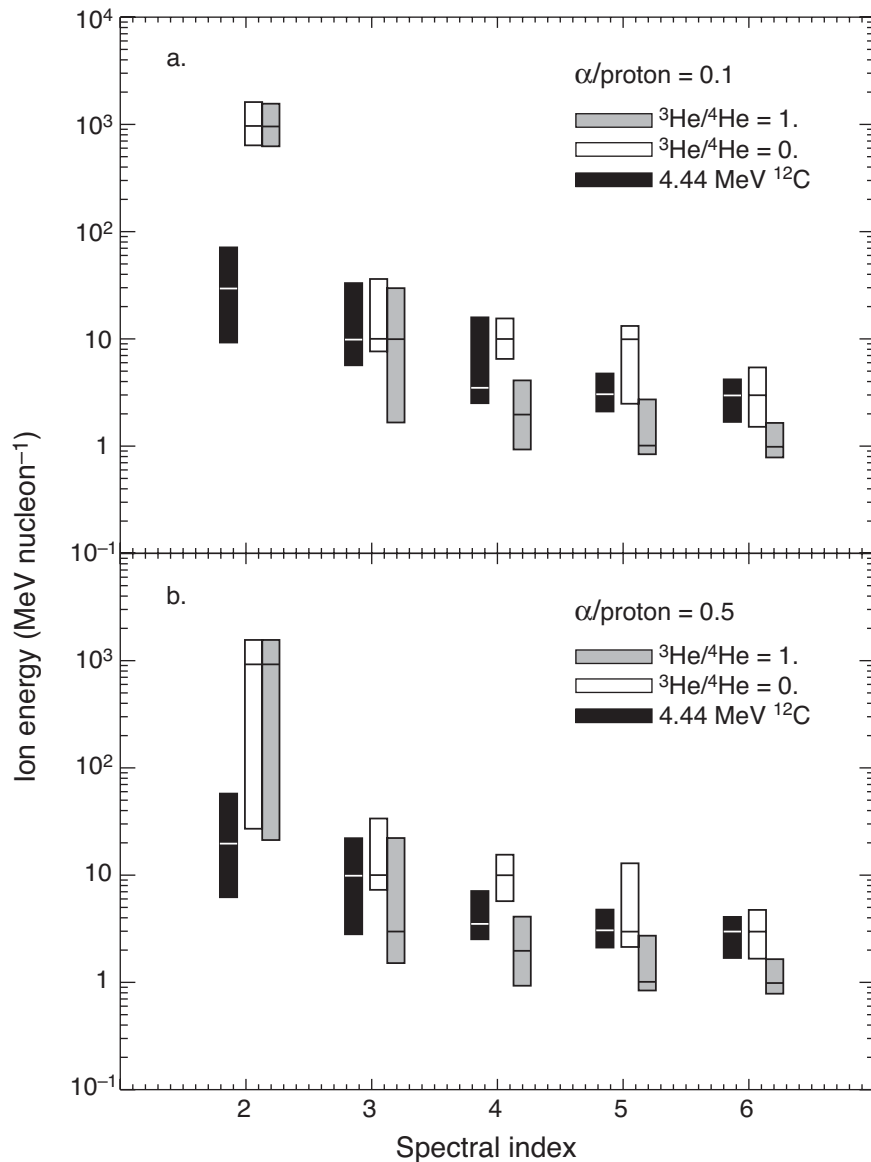 a.
α/proton = 0.1
³He/⁴He = 1.
³He/⁴He = 0.
4.44 MeV ¹²C
10⁴
10³
10²
10
1
10⁻¹
b.
α/proton = 0.5
³He/⁴He = 1.
³He/⁴He = 0.
4.44 MeV ¹²C
10³
10²
10
1
10⁻¹
Ion energy (MeV nucleon⁻¹)
2 3 4 5 6
Spectral index